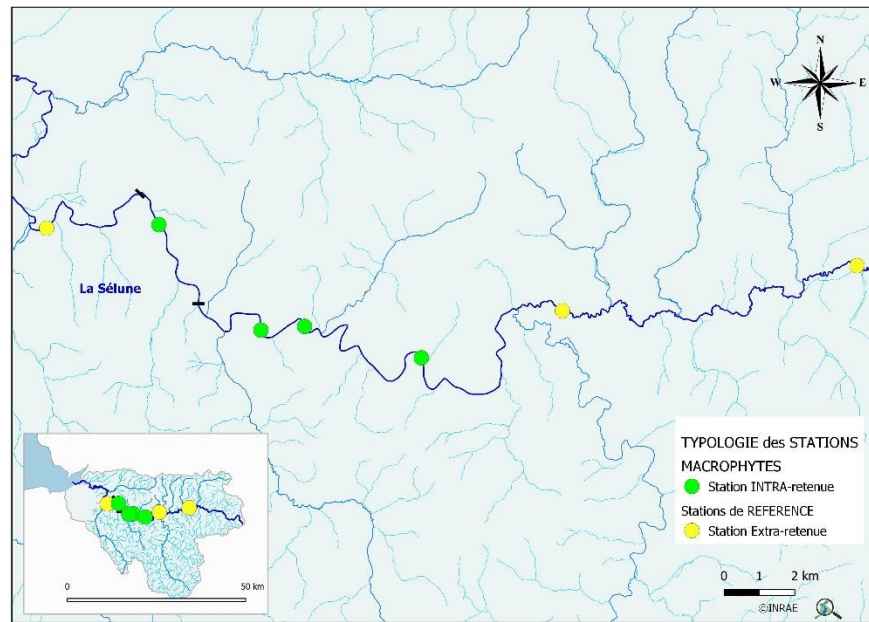 N
W E
S
La Sélune
TYPOLOGIE des STATIONS
MACROPHYTES
Station INTRA-retenue
Stations de REFERENCE
Station Extra-retenue
0 50 km
0 1 2 km
©INRAE